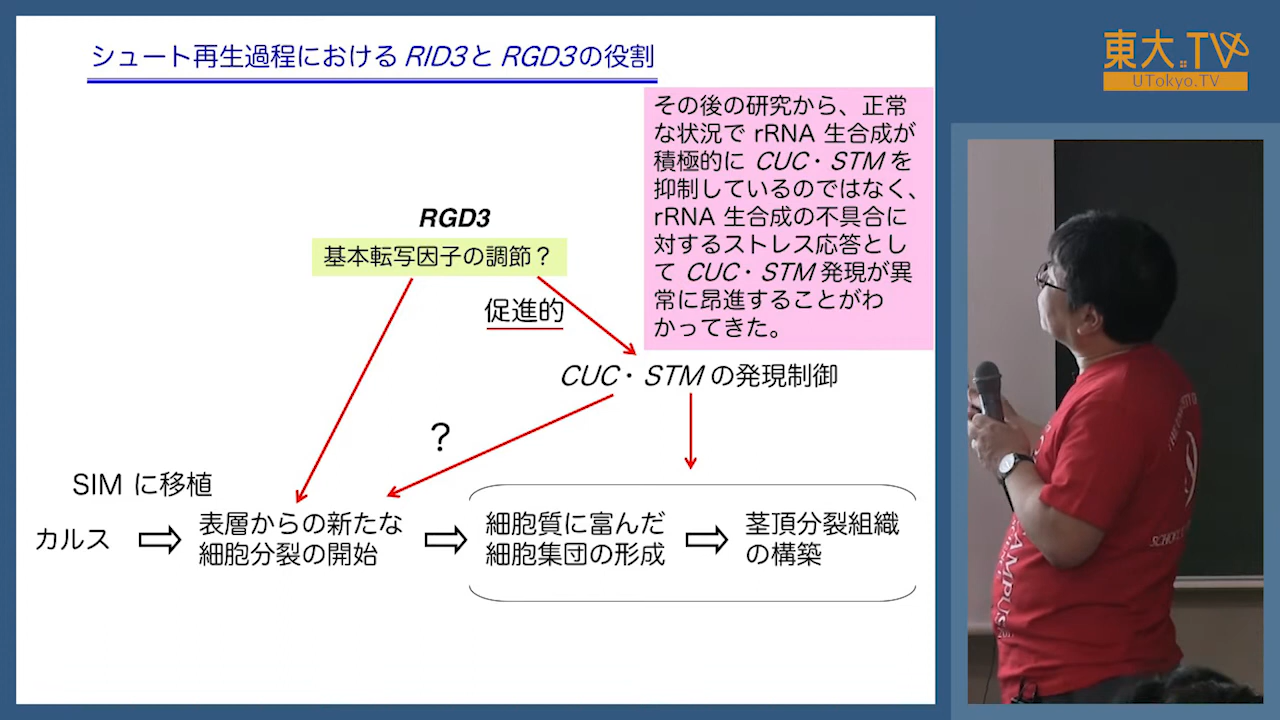 シュート再生過程における RID3 と RGD3 の役割
その後の研究から、正常
な状況で rRNA 生合成が
積極的に CUC・STM を
抑制しているのではなく、
rRNA 生合成の不具合に
対するストレス応答とし
て CUC・STM 発現が異
常に昂進することがわ
かってきた。
RGD3
基本転写因子の調節？
促進的
CUC・STM の発現制御
？
SIM に移植
カルス
表層からの新たな
細胞分裂の開始
細胞質に富んだ
細胞集団の形成
茎頂分裂組織
の構築
東大.TV
UTokyo.TV